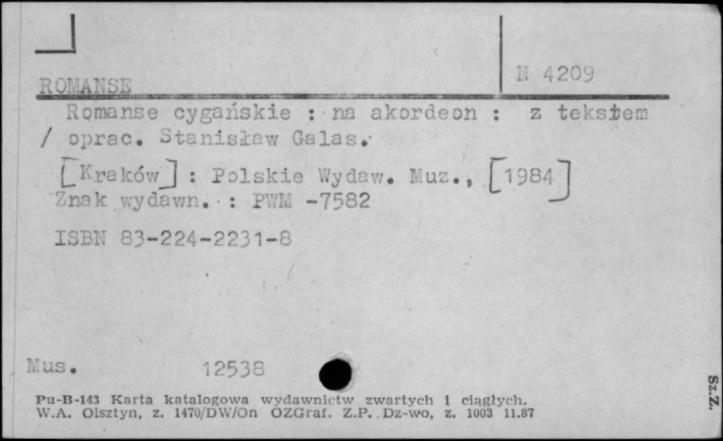 N 4209
ROMANSE
Romanse cygańskie : na akordeon : z tekstem
/ oprac. Stanisław Galas.
[Kraków] : Polskie Wydaw. Muz., [1984]
Znak wydawn. : PWM -7582
ISBN 83-224-2231-8
Mus. 12538
Pu-B-143 Karta katalogowa wydawnictw zwartych i ciągłych.
W.A. Olsztyn, z. 1470/DW/On OZGraf. Z.P. Dz-wo, z. 1003 11.87
Sz.Z.